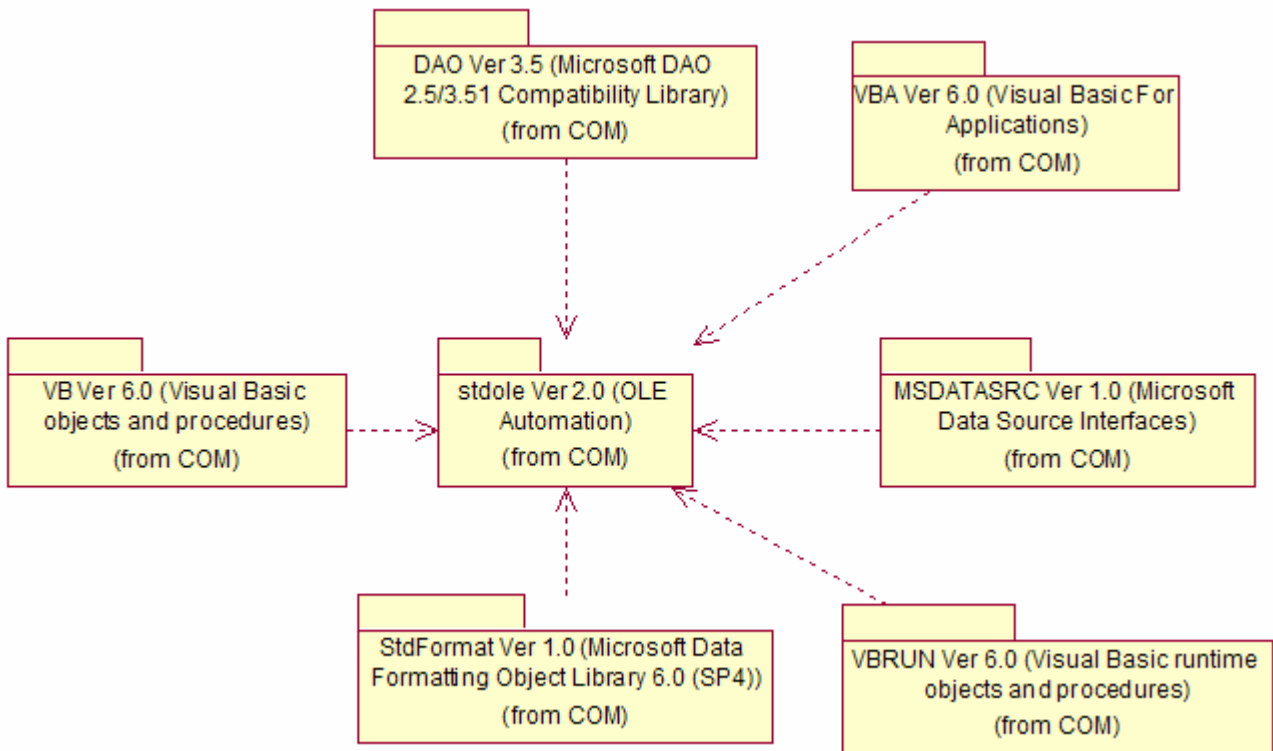 DAO Ver 3.5 (Microsoft DAO
2.5/3.51 Compatibility Library)
(from COM)
VBA Ver 6.0 (Visual Basic For
Applications)
(from COM)
VB Ver 6.0 (Visual Basic
objects and procedures)
(from COM)
stdole Ver 2.0 (OLE
Automation)
(from COM)
MSDATASRC Ver 1.0 (Microsoft
Data Source Interfaces)
(from COM)
StdFormat Ver 1.0 (Microsoft Data
Formatting Object Library 6.0 (SP4))
(from COM)
VBRUN Ver 6.0 (Visual Basic runtime
objects and procedures)
(from COM)